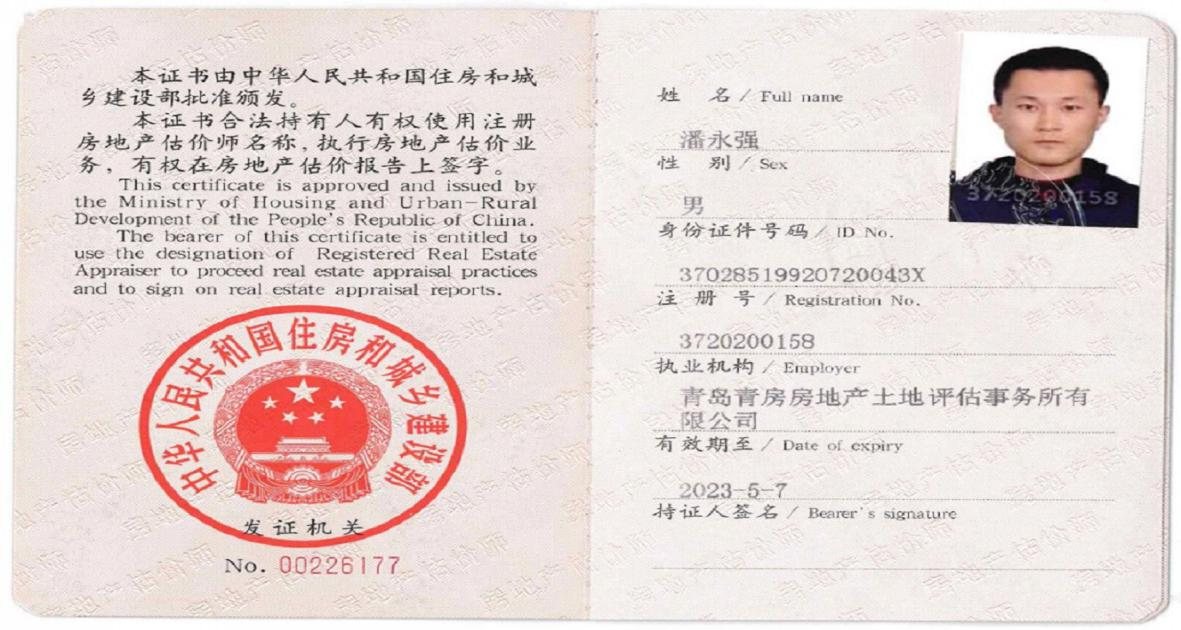 本证书由中华人民共和国住房和城
乡建设部批准颁发。
本证书合法持有人有权使用注册
房地产估价师名称，执行房地产估价业
务，有权在房地产估价报告上签字。
This certificate is approved and issued by
the Ministry of Housing and Urban-Rural
Development of the People's Republic of China.
The bearer of this certificate is entitled to
use the designation of Registered Real Estate
Appraiser to proceed real estate appraisal practices
and to sign on real estate appraisal reports.
中华人民共和国住房和城乡建设部
发证机关
No. 00226177
姓 名 / Full name
潘永强
性 别 / Sex
男
身份证件号码 / ID No.
37028519920720043X
注 册 号 / Registration No.
3720200158
执业机构 / Employer
青岛青房房地产土地评估事务所有
限公司
有效期至 / Date of expiry
2023-5-7
持证人签名 / Bearer's signature
3720200158